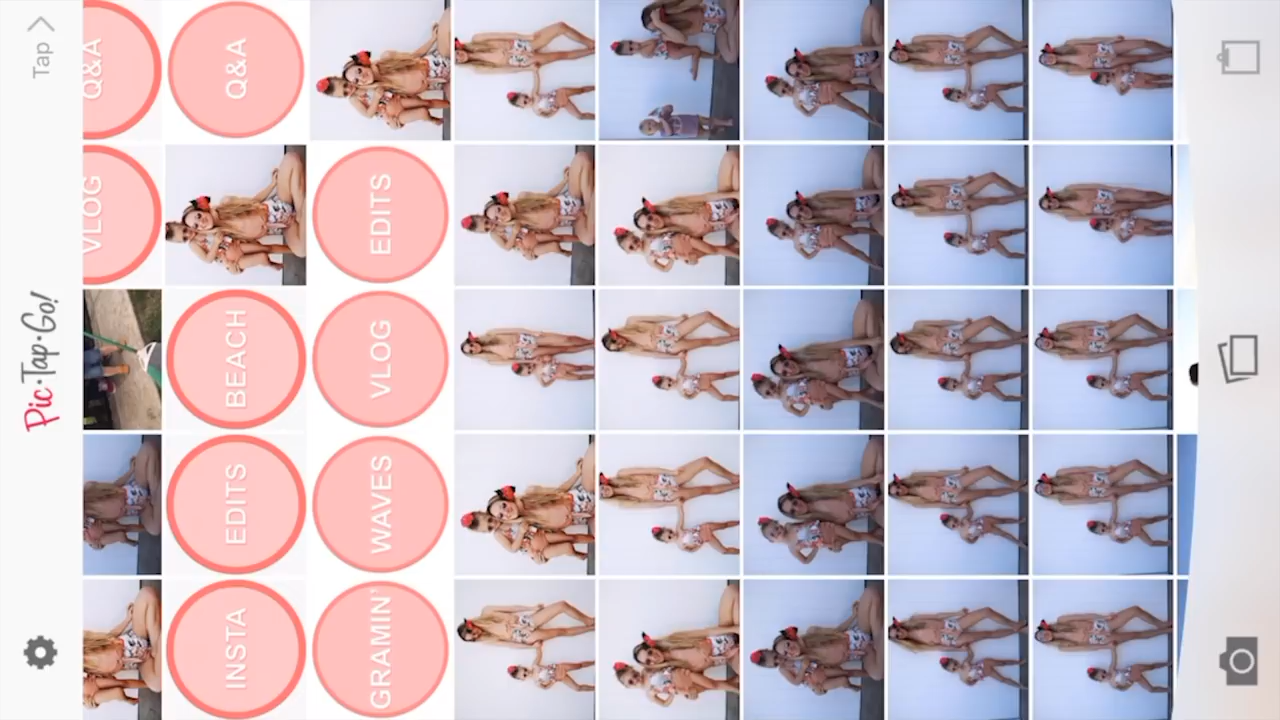 Pic·Tap·Go! Tap
VLOG Q&A
INSTA EDITS BEACH Q&A
GRAMIN' WAVES VLOG EDITS